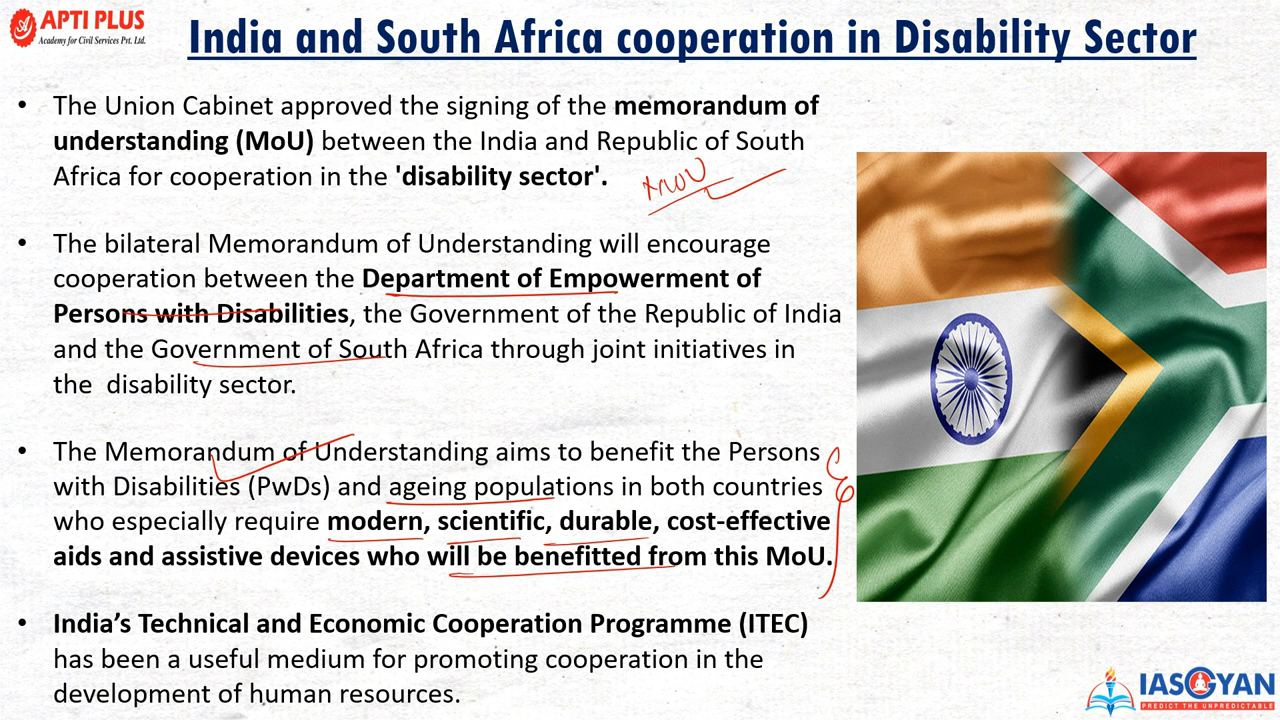 APTI PLUS
Academy for Civil Services Pvt. Ltd.
India and South Africa cooperation in Disability Sector
• The Union Cabinet approved the signing of the memorandum of
understanding (MoU) between the India and Republic of South
Africa for cooperation in the 'disability sector'.
MOU
• The bilateral Memorandum of Understanding will encourage
cooperation between the Department of Empowerment of
Persons with Disabilities, the Government of the Republic of India
and the Government of South Africa through joint initiatives in
the disability sector.
• The Memorandum of Understanding aims to benefit the Persons
with Disabilities (PwDs) and ageing populations in both countries
who especially require modern, scientific, durable, cost-effective
aids and assistive devices who will be benefitted from this MoU.
• India’s Technical and Economic Cooperation Programme (ITEC)
has been a useful medium for promoting cooperation in the
development of human resources.
IASGYAN
PREDICT THE UNPREDICTABLE